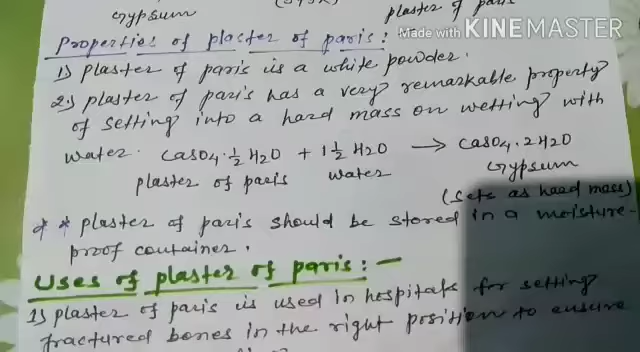 Gypsum plaster of paris
Made with KINEMASTER
Properties of plaster of paris :
1) plaster of paris is a white powder.
2.) plaster of paris has a very remarkable property
of setting into a hard mass on wetting with
water. CaSO4.½ H2O + 1½ H2O → CaSO4.2H2O
plaster of paris water Gypsum
(sets as hard mass)
* * plaster of paris should be stored in a moisture-
proof container.
Uses of plaster of paris : -
1) plaster of paris is used in hospitals for setting
fractured bones in the right position to ensure